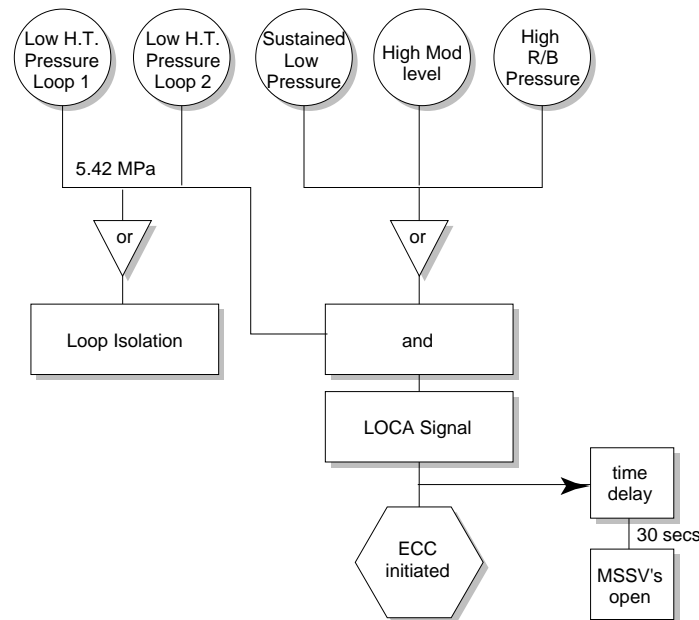 Low H.T.
Pressure
Loop 1
Low H.T.
Pressure
Loop 2
Sustained
Low
Pressure
High Mod
level
High
R/B
Pressure
5.42 MPa
or
or
Loop Isolation
and
LOCA Signal
time
delay
30 secs
ECC
initiated
MSSV's
open